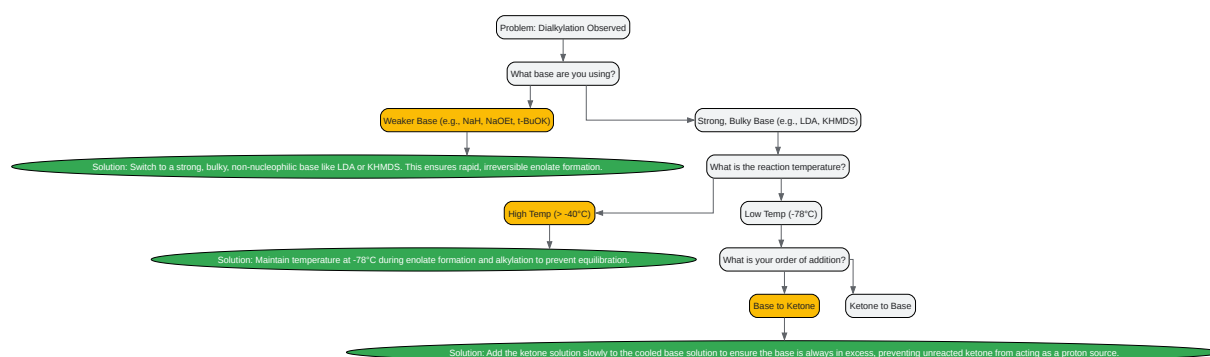 Problem: Dialkylation Observed
What base are you using?
Weaker Base (e.g., NaH, NaOEt, t-BuOK)
Strong, Bulky Base (e.g., LDA, KHMDS)
Solution: Switch to a strong, bulky, non-nucleophilic base like LDA or KHMDS. This ensures rapid, irreversible enolate formation.
What is the reaction temperature?
High Temp (> -40°C)
Low Temp (-78°C)
Solution: Maintain temperature at -78°C during enolate formation and alkylation to prevent equilibration.
What is your order of addition?
Base to Ketone
Ketone to Base
Solution: Add the ketone solution slowly to the cooled base solution to ensure the base is always in excess, preventing unreacted ketone from acting as a proton source.